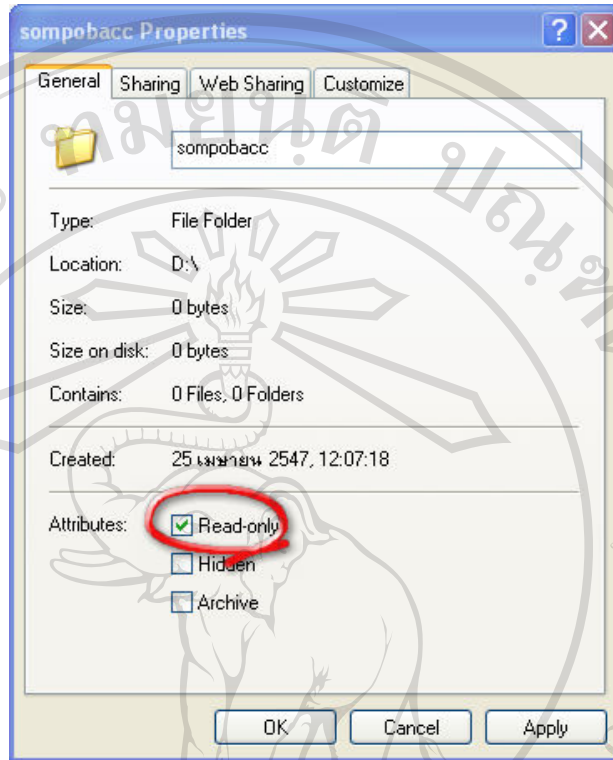 sompobacc Properties
General Sharing Web Sharing Customize
sompobacc
Type: File Folder
Location: D:\
Size: 0 bytes
Size on disk: 0 bytes
Contains: 0 Files, 0 Folders
Created: 25 เมษายน 2547, 12:07:18
Attributes: Read-only
Hidden
Archive
OK Cancel Apply